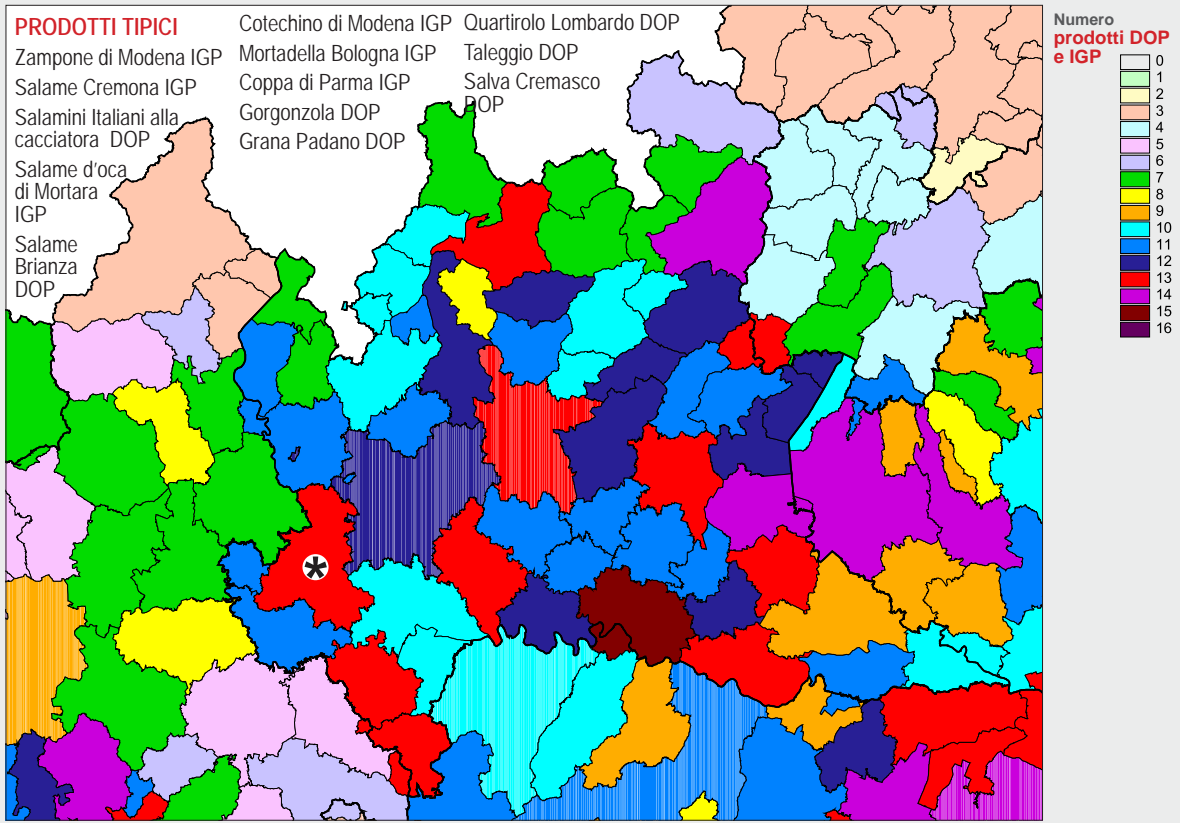 PRODOTTI TIPICI
Zampone di Modena IGP
Salame Cremona IGP
Salamini Italiani alla
cacciatora DOP
Salame d'oca
di Mortara
IGP
Salame
Brianza
DOP
Cotechino di Modena IGP
Mortadella Bologna IGP
Coppa di Parma IGP
Gorgonzola DOP
Grana Padano DOP
Quartirolo Lombardo DOP
Taleggio DOP
Salva Cremasco
DOP
Numero
prodotti DOP
e IGP
0
1
2
3
4
5
6
7
8
9
10
11
12
13
14
15
16
*